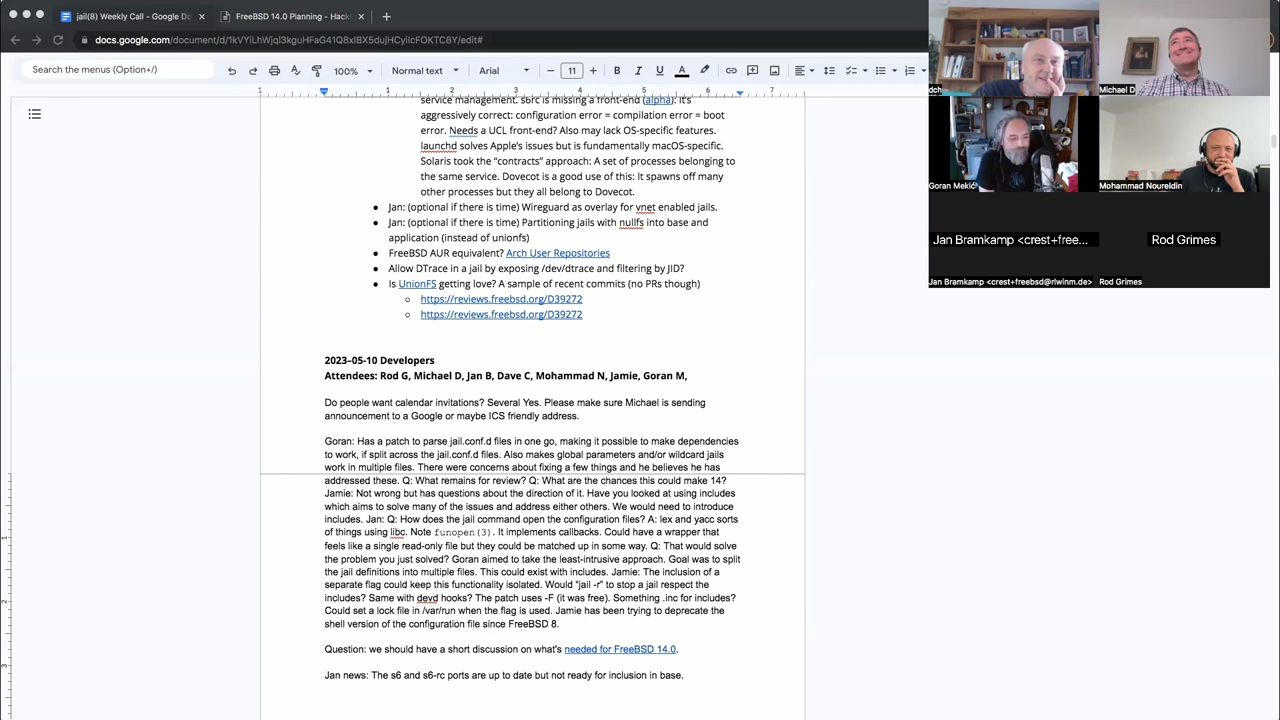 jail(2) Weekly Call - Google Do
FreeBSD 14.0 Planning - Hackl
docs.google.com/document/d/1kVYiLhWjql3kguHFaG41Q8xIBX5dujHCyiicFOKTC8Y/edit#
Search the menus (Option+/)
100%
Normal text
Arial
11
1 1 2 3 4 5 6 7
service management. s6rc is missing a front-end (alpha): It's
aggressively correct: configuration error = compilation error = boot
error. Needs a UCL front-end? Also may lack OS-specific features.
launchd solves Apple's issues but is fundamentally macOS-specific.
Solaris took the “contracts” approach: A set of processes belonging to
the same service. Dovecot is a good use of this: It spawns off many
other processes but they all belong to Dovecot.
● Jan: (optional if there is time) Wireguard as overlay for vnet enabled jails.
● Jan: (optional if there is time) Partitioning jails with nullfs into base and
application (instead of unionfs)
● FreeBSD AUR equivalent? Arch User Repositories
● Allow DTrace in a jail by exposing /dev/dtrace and filtering by JID?
● Is UnionFS getting love? A sample of recent commits (no PRs though)
○ https://reviews.freebsd.org/D39272
○ https://reviews.freebsd.org/D39272
2023–05-10 Developers
Attendees: Rod G, Michael D, Jan B, Dave C, Mohammad N, Jamie, Goran M,
Do people want calendar invitations? Several Yes. Please make sure Michael is sending
announcement to a Google or maybe ICS friendly address.
Goran: Has a patch to parse jail.conf.d files in one go, making it possible to make dependencies
to work, if split across the jail.conf.d files. Also makes global parameters and/or wildcard jails
work in multiple files. There were concerns about fixing a few things and he believes he has
addressed these. Q: What remains for review? Q: What are the chances this could make 14?
Jamie: Not wrong but has questions about the direction of it. Have you looked at using includes
which aims to solve many of the issues and address either others. We would need to introduce
includes. Jan: Q: How does the jail command open the configuration files? A: lex and yacc sorts
of things using libc. Note funopen(3). It implements callbacks. Could have a wrapper that
feels like a single read-only file but they could be matched up in some way. Q: That would solve
the problem you just solved? Goran aimed to take the least-intrusive approach. Goal was to split
the jail definitions into multiple files. This could exist with includes. Jamie: The inclusion of a
separate flag could keep this functionality isolated. Would “jail -r” to stop a jail respect the
includes? Same with devd hooks? The patch uses -F (it was free). Something .inc for includes?
Could set a lock file in /var/run when the flag is used. Jamie has been trying to deprecate the
shell version of the configuration file since FreeBSD 8.
Question: we should have a short discussion on what's needed for FreeBSD 14.0.
Jan news: The s6 and s6-rc ports are up to date but not ready for inclusion in base.
dch
Michael D
Goran Mekić
Mohammad Noureldin
Jan Bramkamp <crest+free...
Rod Grimes
Jan Bramkamp <crest+freebsd@rlwinm.de>
Rod Grimes